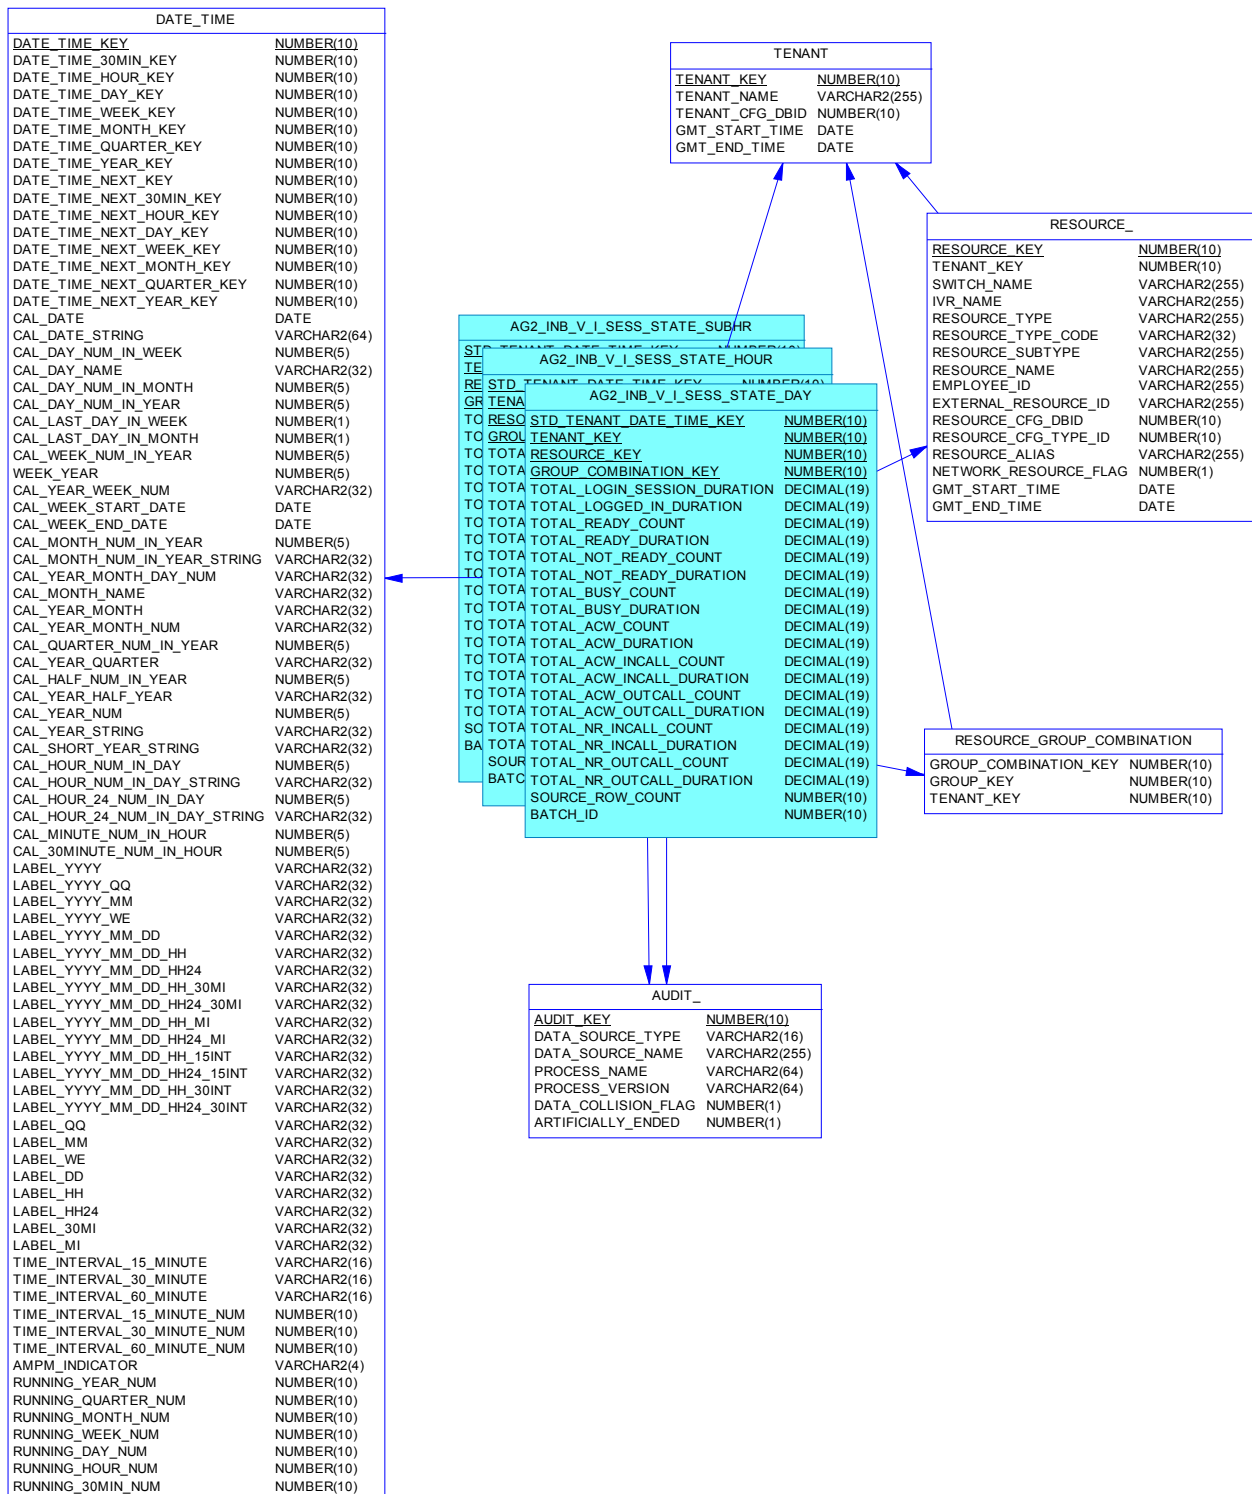 DATE_TIME
DATE_TIME_KEY NUMBER(10)
DATE_TIME_30MIN_KEY NUMBER(10)
DATE_TIME_HOUR_KEY NUMBER(10)
DATE_TIME_DAY_KEY NUMBER(10)
DATE_TIME_WEEK_KEY NUMBER(10)
DATE_TIME_MONTH_KEY NUMBER(10)
DATE_TIME_QUARTER_KEY NUMBER(10)
DATE_TIME_YEAR_KEY NUMBER(10)
DATE_TIME_NEXT_KEY NUMBER(10)
DATE_TIME_NEXT_30MIN_KEY NUMBER(10)
DATE_TIME_NEXT_HOUR_KEY NUMBER(10)
DATE_TIME_NEXT_DAY_KEY NUMBER(10)
DATE_TIME_NEXT_WEEK_KEY NUMBER(10)
DATE_TIME_NEXT_MONTH_KEY NUMBER(10)
DATE_TIME_NEXT_QUARTER_KEY NUMBER(10)
DATE_TIME_NEXT_YEAR_KEY NUMBER(10)
CAL_DATE DATE
CAL_DATE_STRING VARCHAR2(64)
CAL_DAY_NUM_IN_WEEK NUMBER(5)
CAL_DAY_NAME VARCHAR2(32)
CAL_DAY_NUM_IN_MONTH NUMBER(5)
CAL_DAY_NUM_IN_YEAR NUMBER(5)
CAL_LAST_DAY_IN_WEEK NUMBER(1)
CAL_LAST_DAY_IN_MONTH NUMBER(1)
CAL_WEEK_NUM_IN_YEAR NUMBER(5)
WEEK_YEAR NUMBER(5)
CAL_YEAR_WEEK_NUM VARCHAR2(32)
CAL_WEEK_START_DATE DATE
CAL_WEEK_END_DATE DATE
CAL_MONTH_NUM_IN_YEAR NUMBER(5)
CAL_MONTH_NUM_IN_YEAR_STRING VARCHAR2(32)
CAL_YEAR_MONTH_DAY_NUM VARCHAR2(32)
CAL_MONTH_NAME VARCHAR2(32)
CAL_YEAR_MONTH VARCHAR2(32)
CAL_YEAR_MONTH_NUM VARCHAR2(32)
CAL_QUARTER_NUM_IN_YEAR NUMBER(5)
CAL_YEAR_QUARTER VARCHAR2(32)
CAL_HALF_NUM_IN_YEAR NUMBER(5)
CAL_YEAR_HALF_YEAR VARCHAR2(32)
CAL_YEAR_NUM NUMBER(5)
CAL_YEAR_STRING VARCHAR2(32)
CAL_SHORT_YEAR_STRING VARCHAR2(32)
CAL_HOUR_NUM_IN_DAY NUMBER(5)
CAL_HOUR_NUM_IN_DAY_STRING VARCHAR2(32)
CAL_HOUR_24_NUM_IN_DAY NUMBER(5)
CAL_HOUR_24_NUM_IN_DAY_STRING VARCHAR2(32)
CAL_MINUTE_NUM_IN_HOUR NUMBER(5)
CAL_30MINUTE_NUM_IN_HOUR NUMBER(5)
LABEL_YYYY VARCHAR2(32)
LABEL_YYYY_QQ VARCHAR2(32)
LABEL_YYYY_MM VARCHAR2(32)
LABEL_YYYY_WE VARCHAR2(32)
LABEL_YYYY_MM_DD VARCHAR2(32)
LABEL_YYYY_MM_DD_HH VARCHAR2(32)
LABEL_YYYY_MM_DD_HH24 VARCHAR2(32)
LABEL_YYYY_MM_DD_HH_30MI VARCHAR2(32)
LABEL_YYYY_MM_DD_HH24_30MI VARCHAR2(32)
LABEL_YYYY_MM_DD_HH_MI VARCHAR2(32)
LABEL_YYYY_MM_DD_HH24_MI VARCHAR2(32)
LABEL_YYYY_MM_DD_HH_15INT VARCHAR2(32)
LABEL_YYYY_MM_DD_HH24_15INT VARCHAR2(32)
LABEL_YYYY_MM_DD_HH_30INT VARCHAR2(32)
LABEL_YYYY_MM_DD_HH24_30INT VARCHAR2(32)
LABEL_QQ VARCHAR2(32)
LABEL_MM VARCHAR2(32)
LABEL_WE VARCHAR2(32)
LABEL_DD VARCHAR2(32)
LABEL_HH VARCHAR2(32)
LABEL_HH24 VARCHAR2(32)
LABEL_30MI VARCHAR2(32)
LABEL_MI VARCHAR2(32)
TIME_INTERVAL_15_MINUTE VARCHAR2(16)
TIME_INTERVAL_30_MINUTE VARCHAR2(16)
TIME_INTERVAL_60_MINUTE VARCHAR2(16)
TIME_INTERVAL_15_MINUTE_NUM NUMBER(10)
TIME_INTERVAL_30_MINUTE_NUM NUMBER(10)
TIME_INTERVAL_60_MINUTE_NUM NUMBER(10)
AMPM_INDICATOR VARCHAR2(4)
RUNNING_YEAR_NUM NUMBER(10)
RUNNING_QUARTER_NUM NUMBER(10)
RUNNING_MONTH_NUM NUMBER(10)
RUNNING_WEEK_NUM NUMBER(10)
RUNNING_DAY_NUM NUMBER(10)
RUNNING_HOUR_NUM NUMBER(10)
RUNNING_30MIN_NUM NUMBER(10)
TENANT
TENANT_KEY NUMBER(10)
TENANT_NAME VARCHAR2(255)
TENANT_CFG_DBID NUMBER(10)
GMT_START_TIME DATE
GMT_END_TIME DATE
RESOURCE_
RESOURCE_KEY NUMBER(10)
TENANT_KEY NUMBER(10)
SWITCH_NAME VARCHAR2(255)
IVR_NAME VARCHAR2(255)
RESOURCE_TYPE VARCHAR2(255)
RESOURCE_TYPE_CODE VARCHAR2(32)
RESOURCE_SUBTYPE VARCHAR2(255)
RESOURCE_NAME VARCHAR2(255)
EMPLOYEE_ID VARCHAR2(255)
EXTERNAL_RESOURCE_ID VARCHAR2(255)
RESOURCE_CFG_DBID NUMBER(10)
RESOURCE_CFG_TYPE_ID NUMBER(10)
RESOURCE_ALIAS VARCHAR2(255)
NETWORK_RESOURCE_FLAG NUMBER(1)
GMT_START_TIME DATE
GMT_END_TIME DATE
AG2_INB_V_I_SESS_STATE_SUBHR
STD_TENANT_DATE_TIME_KEY NUMBER(10)
AG2_INB_V_I_SESS_STATE_HOUR
STD_TENANT_DATE_TIME_KEY NUMBER(10)
AG2_INB_V_I_SESS_STATE_DAY
STD_TENANT_DATE_TIME_KEY NUMBER(10)
TENANT_KEY NUMBER(10)
RESOURCE_KEY NUMBER(10)
GROUP_COMBINATION_KEY NUMBER(10)
TOTAL_LOGIN_SESSION_DURATION DECIMAL(19)
TOTAL_LOGGED_IN_DURATION DECIMAL(19)
TOTAL_READY_COUNT DECIMAL(19)
TOTAL_READY_DURATION DECIMAL(19)
TOTAL_NOT_READY_COUNT DECIMAL(19)
TOTAL_NOT_READY_DURATION DECIMAL(19)
TOTAL_BUSY_COUNT DECIMAL(19)
TOTAL_BUSY_DURATION DECIMAL(19)
TOTAL_ACW_COUNT DECIMAL(19)
TOTAL_ACW_DURATION DECIMAL(19)
TOTAL_ACW_INCALL_COUNT DECIMAL(19)
TOTAL_ACW_INCALL_DURATION DECIMAL(19)
TOTAL_ACW_OUTCALL_COUNT DECIMAL(19)
TOTAL_ACW_OUTCALL_DURATION DECIMAL(19)
TOTAL_NR_INCALL_COUNT DECIMAL(19)
TOTAL_NR_INCALL_DURATION DECIMAL(19)
TOTAL_NR_OUTCALL_COUNT DECIMAL(19)
TOTAL_NR_OUTCALL_DURATION DECIMAL(19)
SOURCE_ROW_COUNT NUMBER(10)
BATCH_ID NUMBER(10)
RESOURCE_GROUP_COMBINATION
GROUP_COMBINATION_KEY NUMBER(10)
GROUP_KEY NUMBER(10)
TENANT_KEY NUMBER(10)
AUDIT_
AUDIT_KEY NUMBER(10)
DATA_SOURCE_TYPE VARCHAR2(16)
DATA_SOURCE_NAME VARCHAR2(255)
PROCESS_NAME VARCHAR2(64)
PROCESS_VERSION VARCHAR2(64)
DATA_COLLISION_FLAG NUMBER(1)
ARTIFICIALLY_ENDED NUMBER(1)